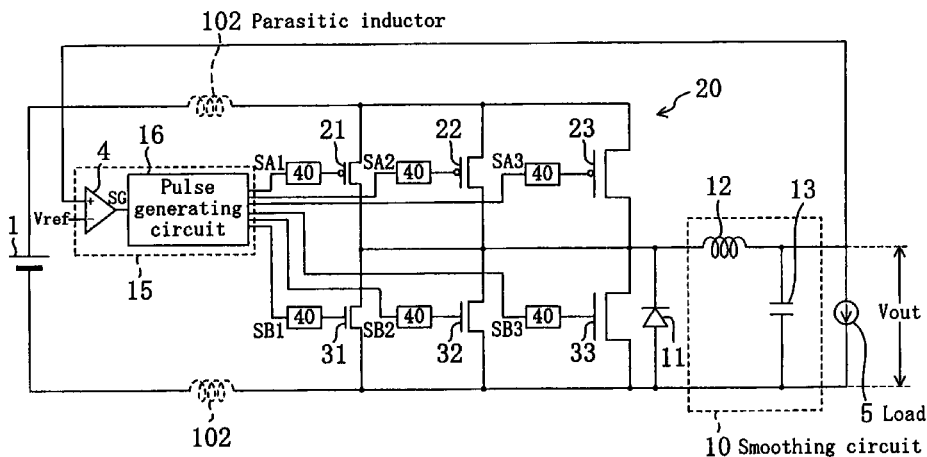 102 Parasitic inductor
20
4
16
21
22
23
SA1
40
SA2
40
SA3
40
SG
Pulse
generating
circuit
+
Vref
−
1
12
13
15
Vout
SB1
40
SB2
40
SB3
40
31
32
33
11
102
5 Load
10 Smoothing circuit